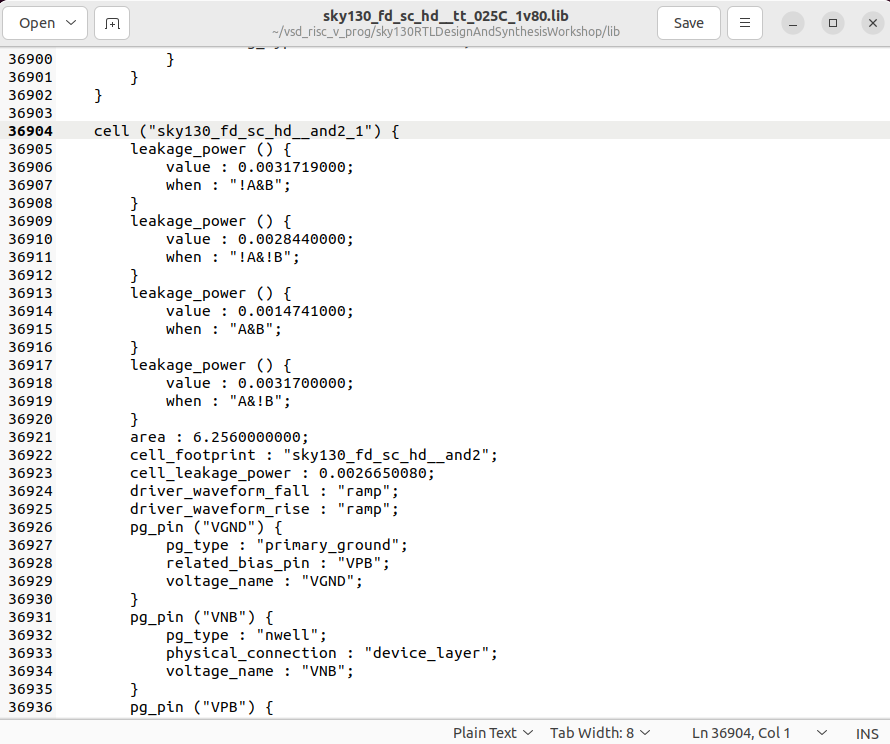 Open
sky130_fd_sc_hd__tt_025C_1v80.lib
~/vsd_risc_v_prog/sky130RTLDesignAndSynthesisWorkshop/lib
Save
36900 }
36901 }
36902 }
36903
36904 cell ("sky130_fd_sc_hd__and2_1") {
36905 leakage_power () {
36906 value : 0.0031719000;
36907 when : "!A&B";
36908 }
36909 leakage_power () {
36910 value : 0.0028440000;
36911 when : "!A&!B";
36912 }
36913 leakage_power () {
36914 value : 0.0014741000;
36915 when : "A&B";
36916 }
36917 leakage_power () {
36918 value : 0.0031700000;
36919 when : "A&!B";
36920 }
36921 area : 6.2560000000;
36922 cell_footprint : "sky130_fd_sc_hd__and2";
36923 cell_leakage_power : 0.0026650080;
36924 driver_waveform_fall : "ramp";
36925 driver_waveform_rise : "ramp";
36926 pg_pin ("VGND") {
36927 pg_type : "primary_ground";
36928 related_bias_pin : "VPB";
36929 voltage_name : "VGND";
36930 }
36931 pg_pin ("VNB") {
36932 pg_type : "nwell";
36933 physical_connection : "device_layer";
36934 voltage_name : "VNB";
36935 }
36936 pg_pin ("VPB") {
Plain Text Tab Width: 8 Ln 36904, Col 1 INS